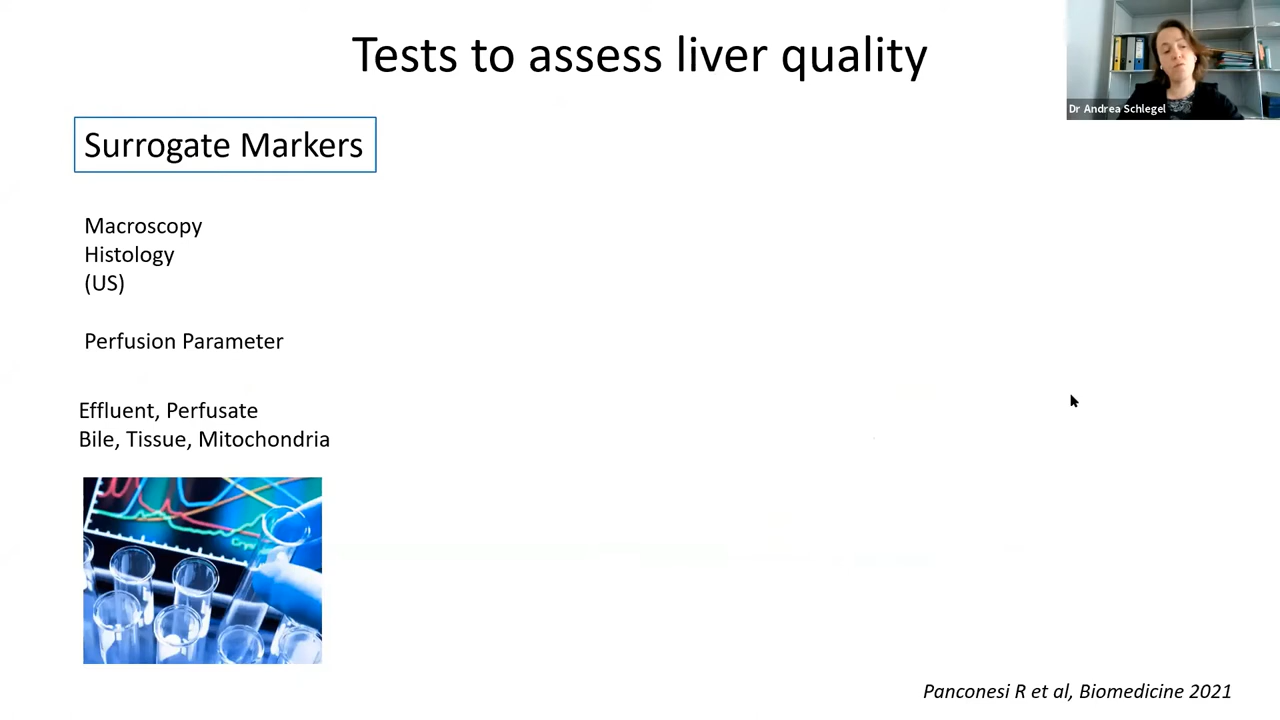 Tests to assess liver quality
Dr Andrea Schlegel
Surrogate Markers
Macroscopy
Histology
(US)
Perfusion Parameter
Effluent, Perfusate
Bile, Tissue, Mitochondria
Panconesi R et al, Biomedicine 2021